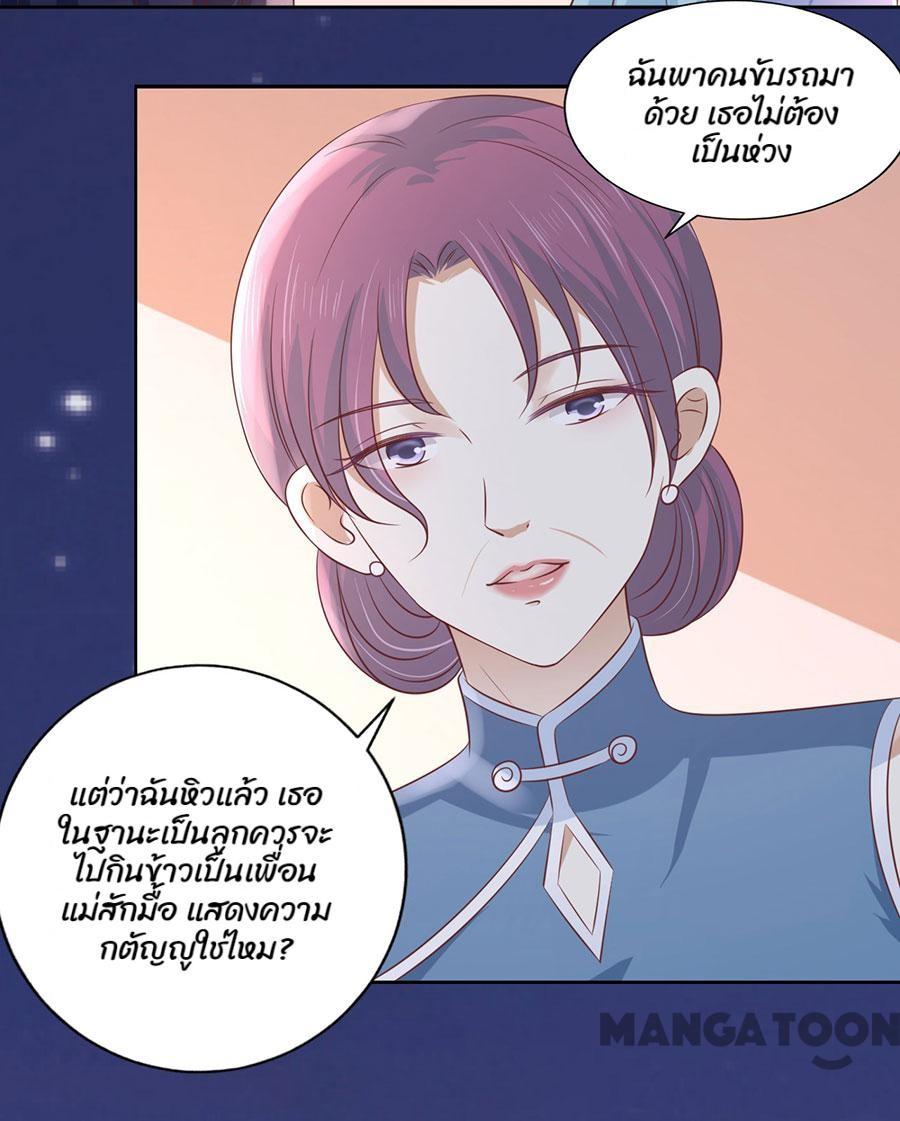 ฉันพาคนขับรถมา
ด้วย เธอไม่ต้อง
เป็นห่วง
แต่ว่าฉันหิวแล้ว เธอ
ในฐานะเป็นลูกควรจะ
ไปกินข้าวเป็นเพื่อน
แม่สักมื้อ แสดงความ
กตัญญูใช่ไหม?
MANGATOON